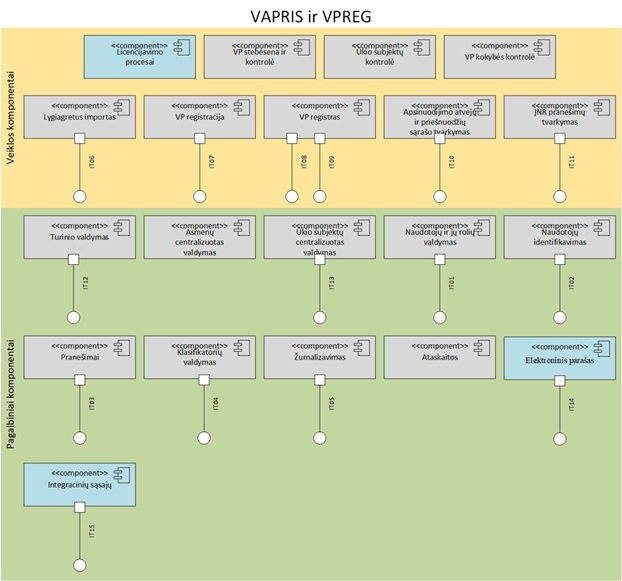 VAPRIS ir VPREG
Veiklos komponentai
<<component>>
Licencijavimo
procesai
<<component>>
VP stebėsena ir
kontrolė
<<component>>
Ūkio subjektų
kontrolė
<<component>>
VP kokybės kontrolė
<<component>>
Lygiagretus importas
<<component>>
VP registracija
<<component>>
VP registras
<<component>>
Apsinuodijimo atvejų
ir priešnuodžių
sąrašo tvarkymas
<<component>>
JNR pranešimų
tvarkymas
IT06
IT07
IT08
IT09
IT10
IT11
Pagalbiniai komponentai
<<component>>
Turinio valdymas
<<component>>
Asmenų
centralizuotas
valdymas
<<component>>
Ūkio subjektų
centralizuotas
valdymas
<<component>>
Naudotojų ir jų rolių
valdymas
<<component>>
Naudotojų
identifikavimas
IT12
IT13
IT01
IT02
<<component>>
Pranešimai
<<component>>
Klasifikatorių
valdymas
<<component>>
Žurnalizavimas
<<component>>
Ataskaitos
<<component>>
Elektroninis parašas
IT03
IT04
IT05
IT14
<<component>>
Integracinių sąsajų
IT15